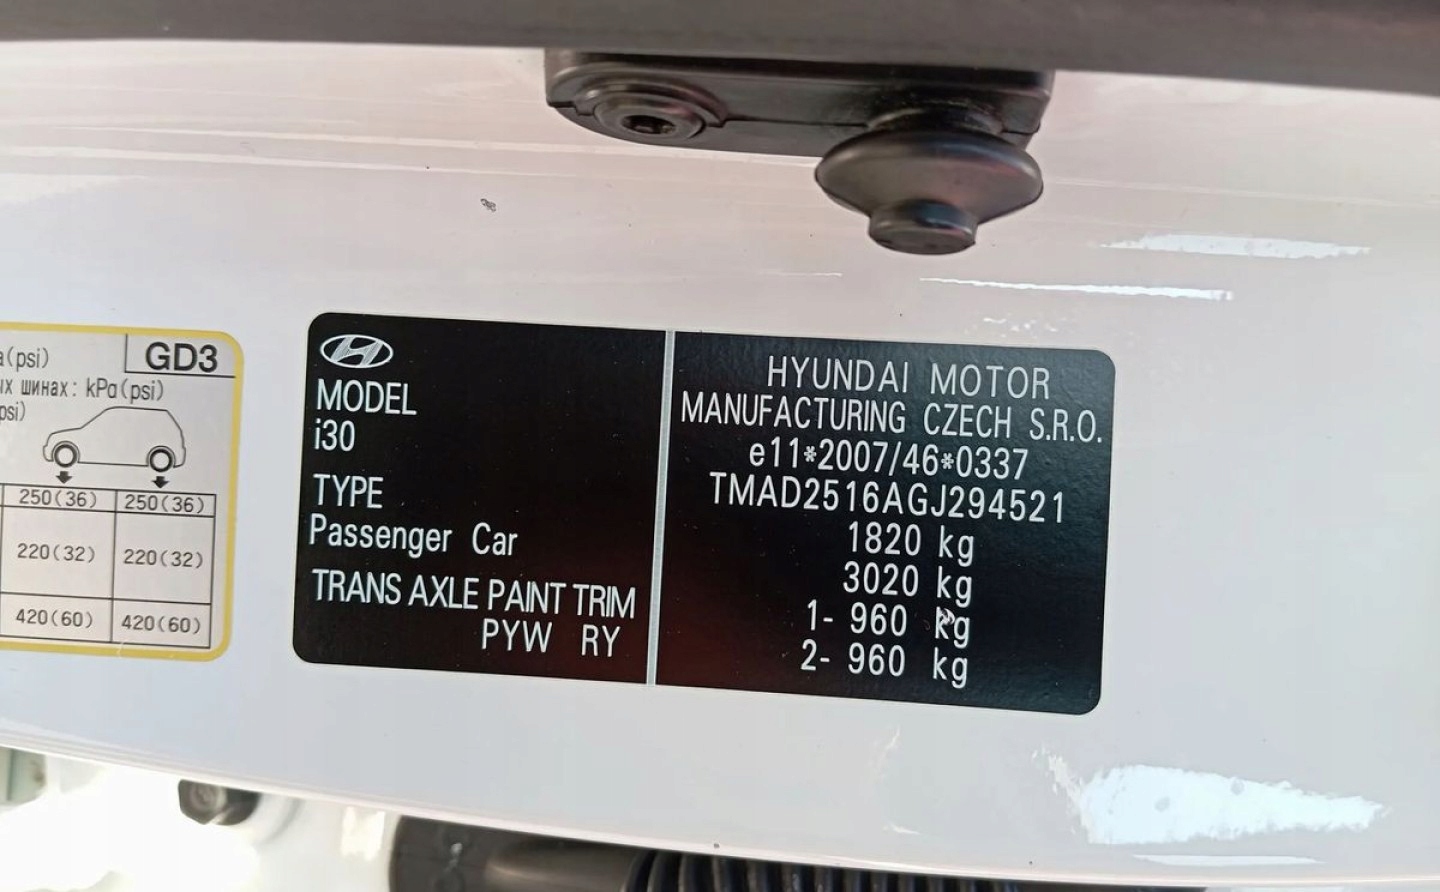 a(psi) GD3
ых шинах: kPa(psi)
psi)
250(36) 250(36)
220(32) 220(32)
420(60) 420(60)
MODEL
i30
TYPE
Passenger Car
TRANS AXLE PAINT TRIM
PYW RY
HYUNDAI MOTOR
MANUFACTURING CZECH S.R.O.
e11*2007/46*0337
TMAD2516AGJ294521
1820 kg
3020 kg
1- 960 kg
2- 960 kg